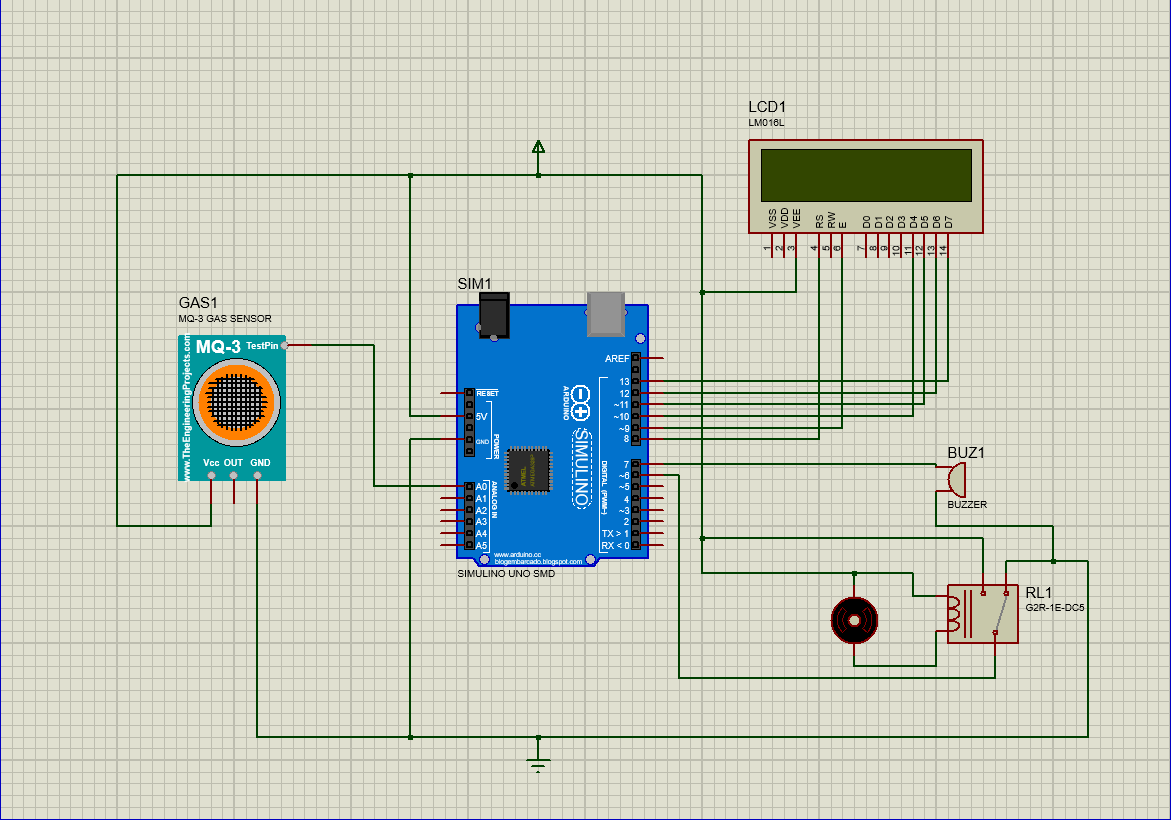 LCD1
LM016L
VSS
VDD
VEE
RS
RW
E
D0
D1
D2
D3
D4
D5
D6
D7
1
2
3
4
5
6
7
8
9
10
11
12
13
14
GAS1
MQ-3 GAS SENSOR
MQ-3 TestPin
www.TheEngineeringProjects.com
Vcc OUT GND
SIM1
RESET
5V
GND
POWER
A0
A1
A2
A3
A4
A5
ANALOG IN
ARDUINO
SIMULINO
ATMEL
AREF
13
12
~11
~10
~9
8
7
~6
~5
4
~3
2
TX > 1
RX < 0
DIGITAL (PWM~)
www.arduino.cc
blogembarcado.blogspot.com
SIMULINO UNO SMD
BUZ1
BUZZER
RL1
G2R-1E-DC5